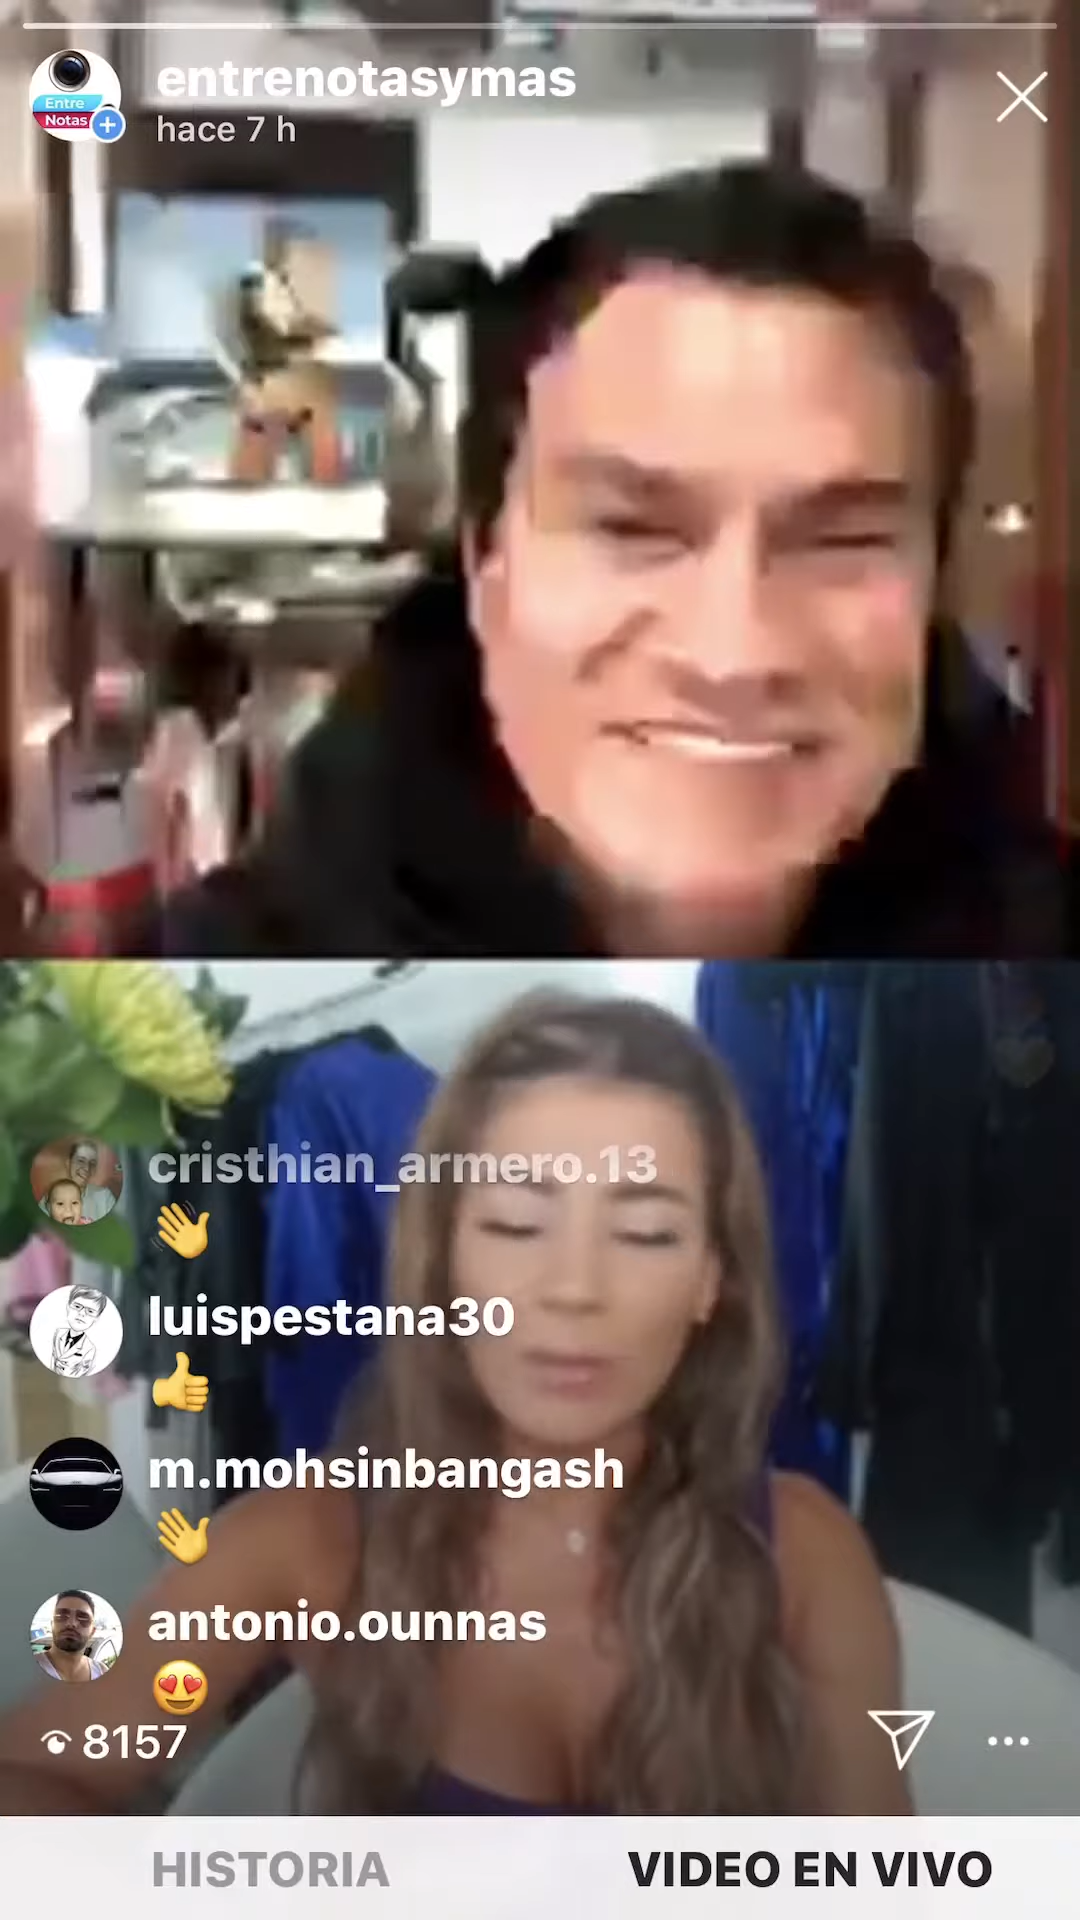 entrenotasymas
hace 7 h
Entre
Notas
cristhian_armero.13
👋
luispestana30
👍
m.mohsinbangash
👋
antonio.ounnas
😍
8157
HISTORIA
VIDEO EN VIVO